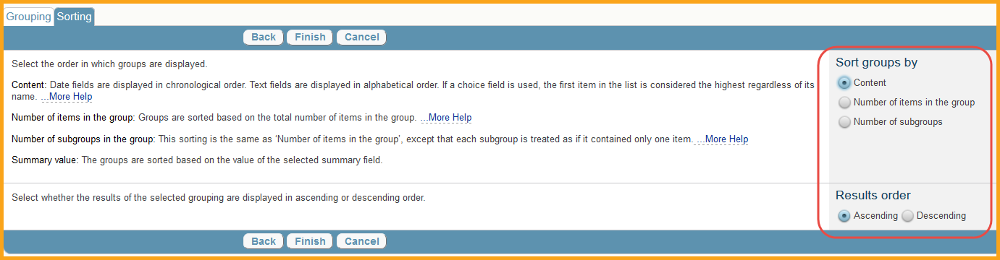 Grouping Sorting
Back Finish Cancel
Select the order in which groups are displayed.
Content: Date fields are displayed in chronological order. Text fields are displayed in alphabetical order. If a choice field is used, the first item in the list is considered the highest regardless of its
name. ...More Help
Number of items in the group: Groups are sorted based on the total number of items in the group. ...More Help
Number of subgroups in the group: This sorting is the same as ‘Number of items in the group’, except that each subgroup is treated as if it contained only one item. ...More Help
Summary value: The groups are sorted based on the value of the selected summary field.
Sort groups by
Content
Number of items in the group
Number of subgroups
Select whether the results of the selected grouping are displayed in ascending or descending order.
Results order
Ascending Descending
Back Finish Cancel